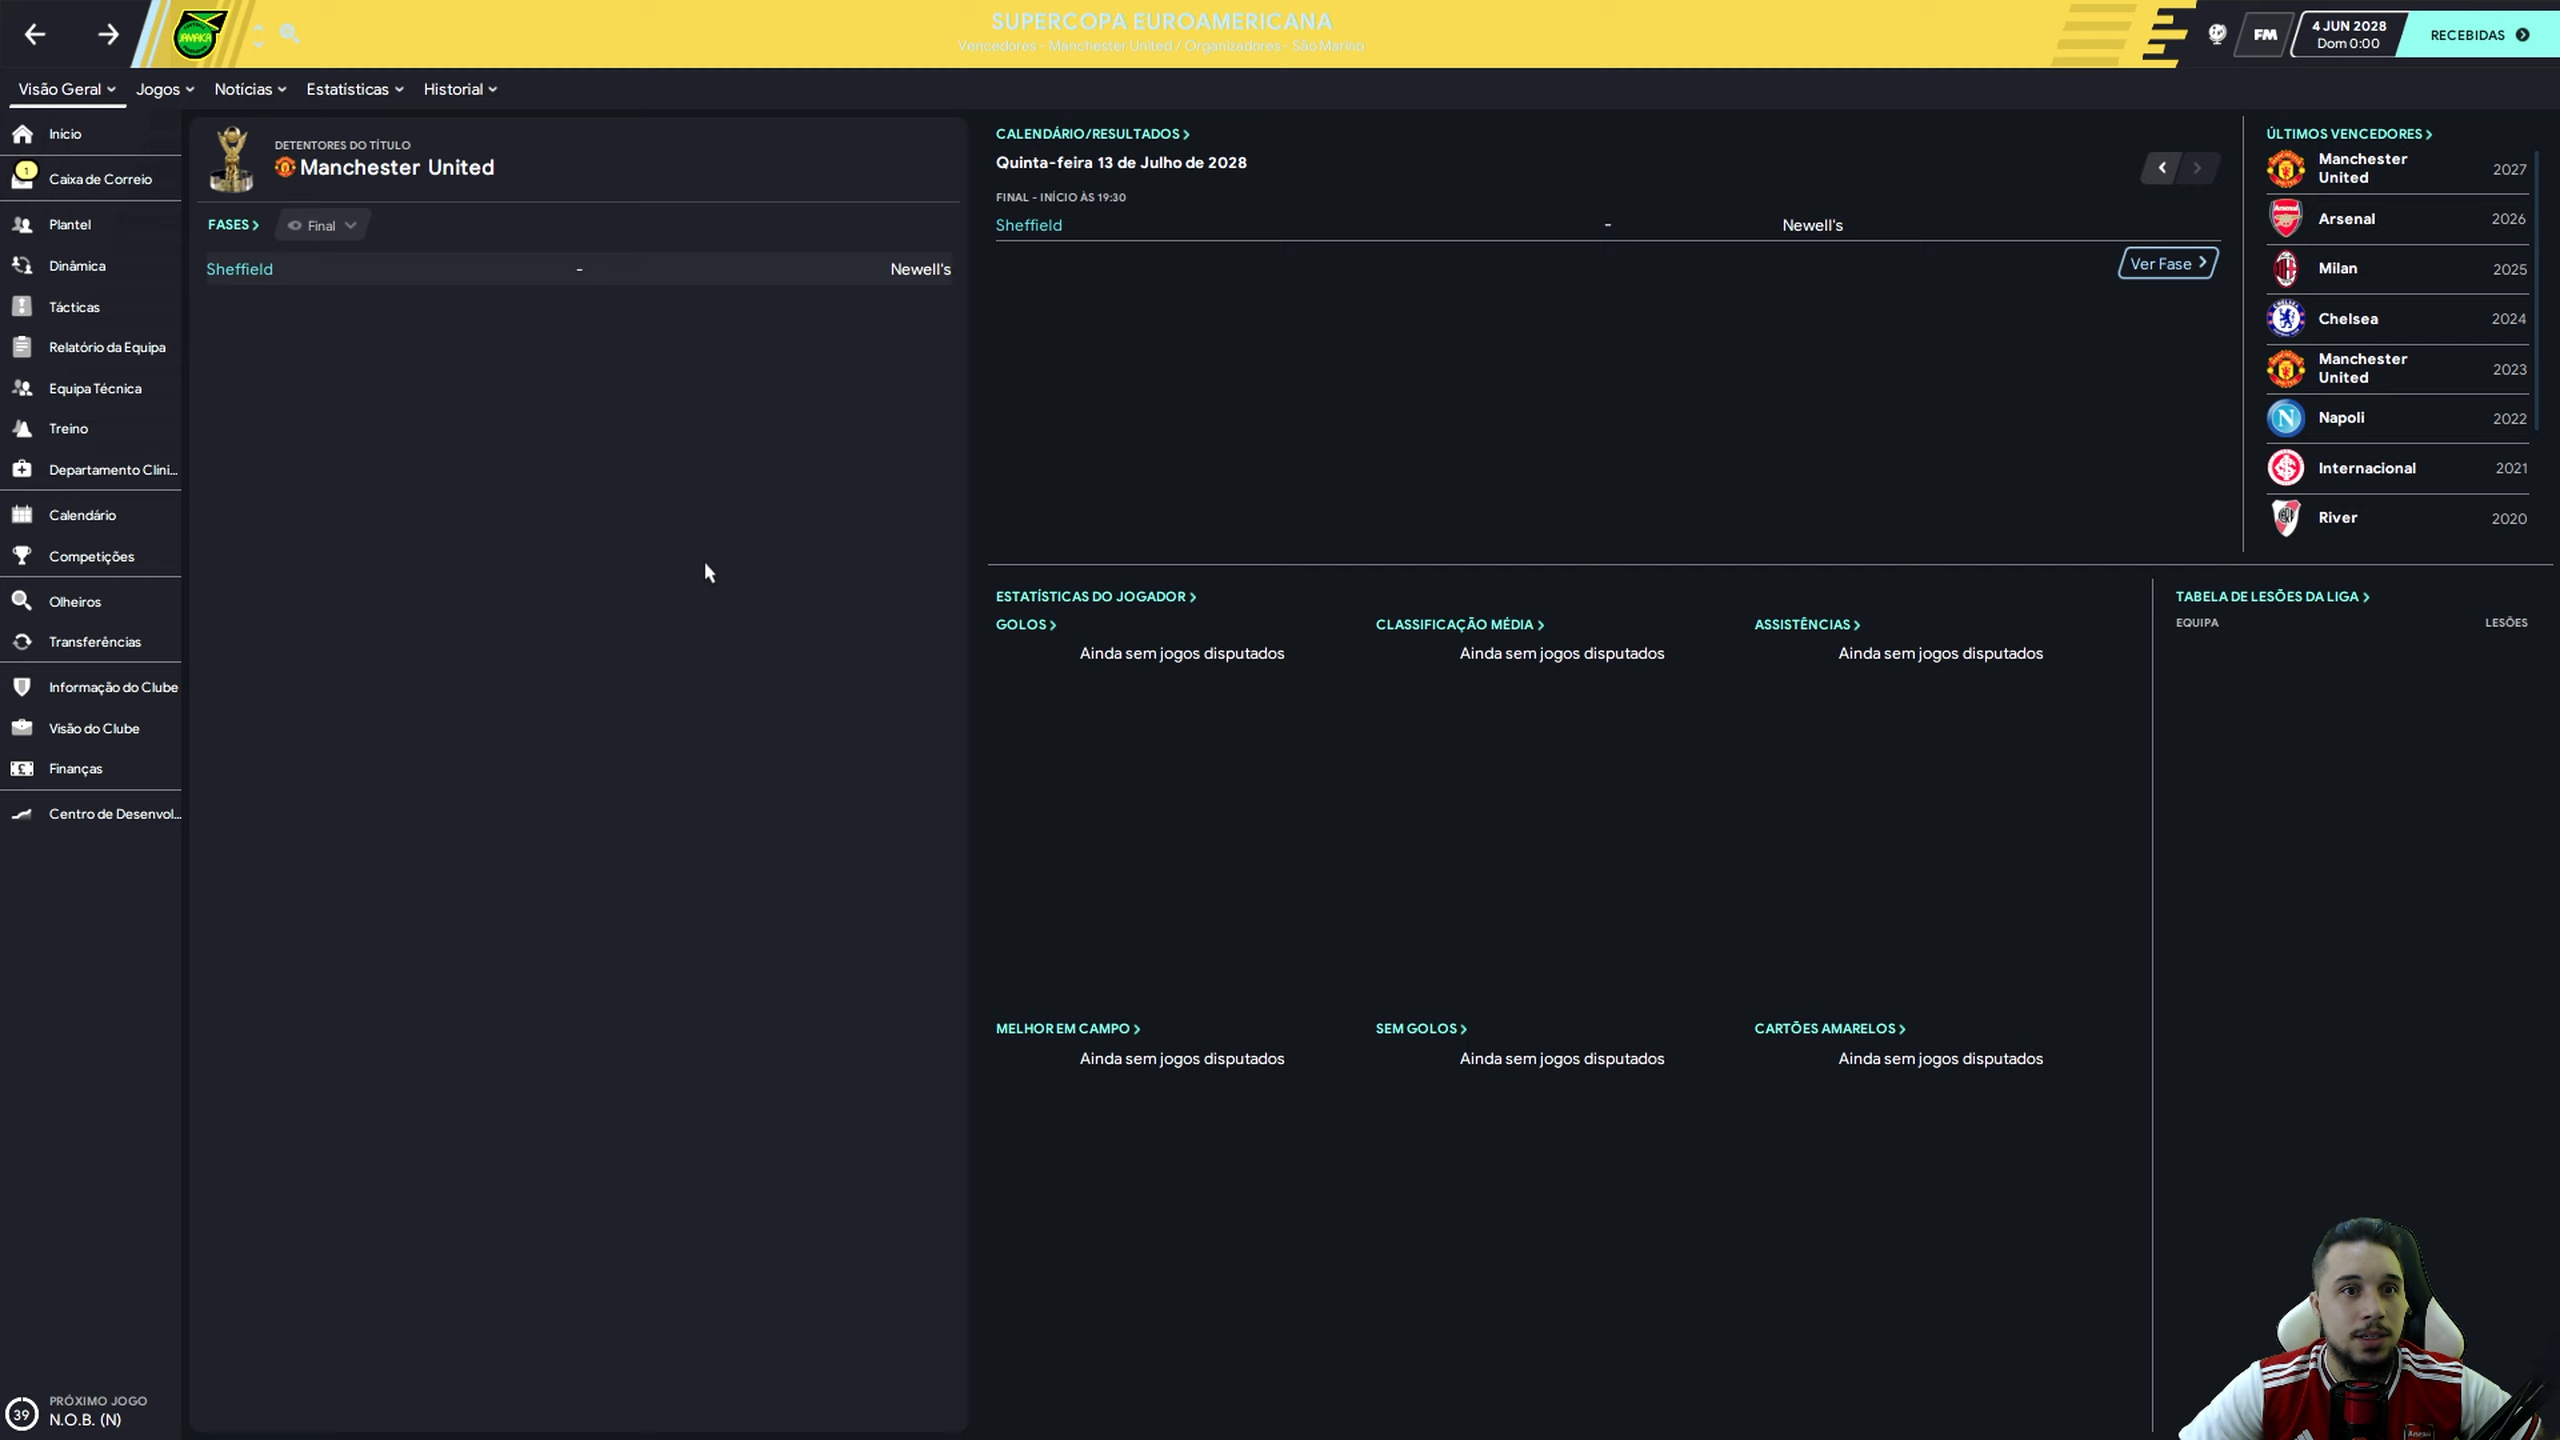 JAMAICA
SUPERCOPA EUROAMERICANA
Vencedores - Manchester United / Organizadores - São Marino
FM
4 JUN 2028
Dom 0:00
RECEBIDAS
Visão Geral
Jogos
Notícias
Estatísticas
Historial
Início
1
Caixa de Correio
Plantel
Dinâmica
Tácticas
Relatório da Equipa
Equipa Técnica
Treino
Departamento Clíni...
Calendário
Competições
Olheiros
Transferências
Informação do Clube
Visão do Clube
Finanças
Centro de Desenvol...
39
PRÓXIMO JOGO
N.O.B. (N)
DETENTORES DO TÍTULO
Manchester United
FASES
Final
Sheffield - Newell's
CALENDÁRIO/RESULTADOS
Quinta-feira 13 de Julho de 2028
FINAL - INÍCIO ÀS 19:30
Sheffield - Newell's
Ver Fase
ÚLTIMOS VENCEDORES
Manchester United 2027
Arsenal 2026
Milan 2025
Chelsea 2024
Manchester United 2023
Napoli 2022
Internacional 2021
River 2020
ESTATÍSTICAS DO JOGADOR
GOLOS
Ainda sem jogos disputados
CLASSIFICAÇÃO MÉDIA
Ainda sem jogos disputados
ASSISTÊNCIAS
Ainda sem jogos disputados
MELHOR EM CAMPO
Ainda sem jogos disputados
SEM GOLOS
Ainda sem jogos disputados
CARTÕES AMARELOS
Ainda sem jogos disputados
TABELA DE LESÕES DA LIGA
EQUIPA LESÕES